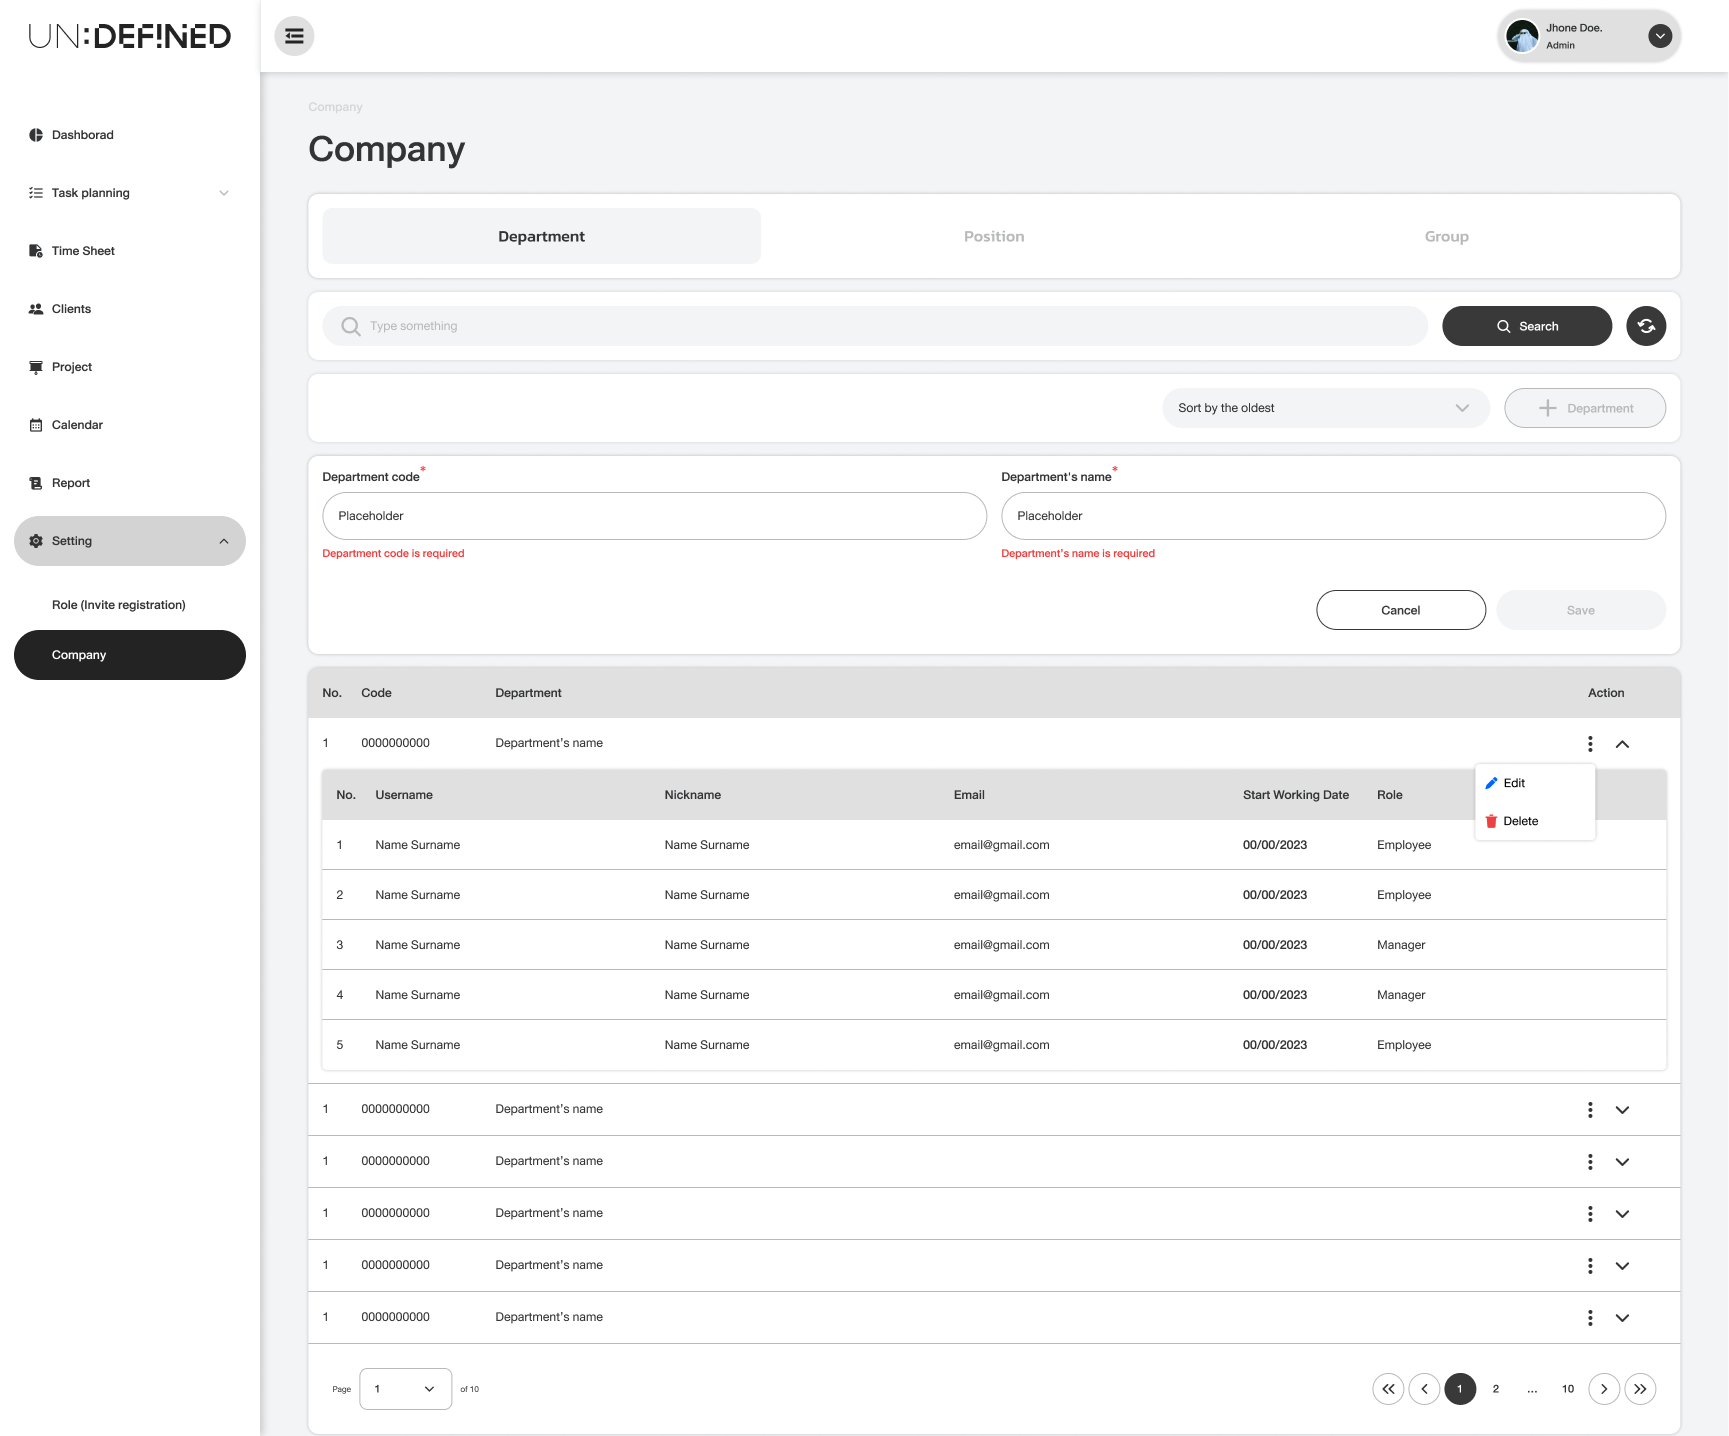 UN:DEFINED
Jhone Doe.
Admin
Dashborad
Task planning
Time Sheet
Clients
Project
Calendar
Report
Setting
Role (Invite registration)
Company
Company
Company
Department Position Group
Type something Search
Sort by the oldest Department
Department code* Department's name*
Placeholder Placeholder
Department code is required Department's name is required
Cancel Save
No. Code Department Action
1 0000000000 Department's name
Edit
Delete
No. Username Nickname Email Start Working Date Role
1 Name Surname Name Surname email@gmail.com 00/00/2023 Employee
2 Name Surname Name Surname email@gmail.com 00/00/2023 Employee
3 Name Surname Name Surname email@gmail.com 00/00/2023 Manager
4 Name Surname Name Surname email@gmail.com 00/00/2023 Manager
5 Name Surname Name Surname email@gmail.com 00/00/2023 Employee
1 0000000000 Department's name
1 0000000000 Department's name
1 0000000000 Department's name
1 0000000000 Department's name
1 0000000000 Department's name
Page 1 of 10 1 2 ... 10